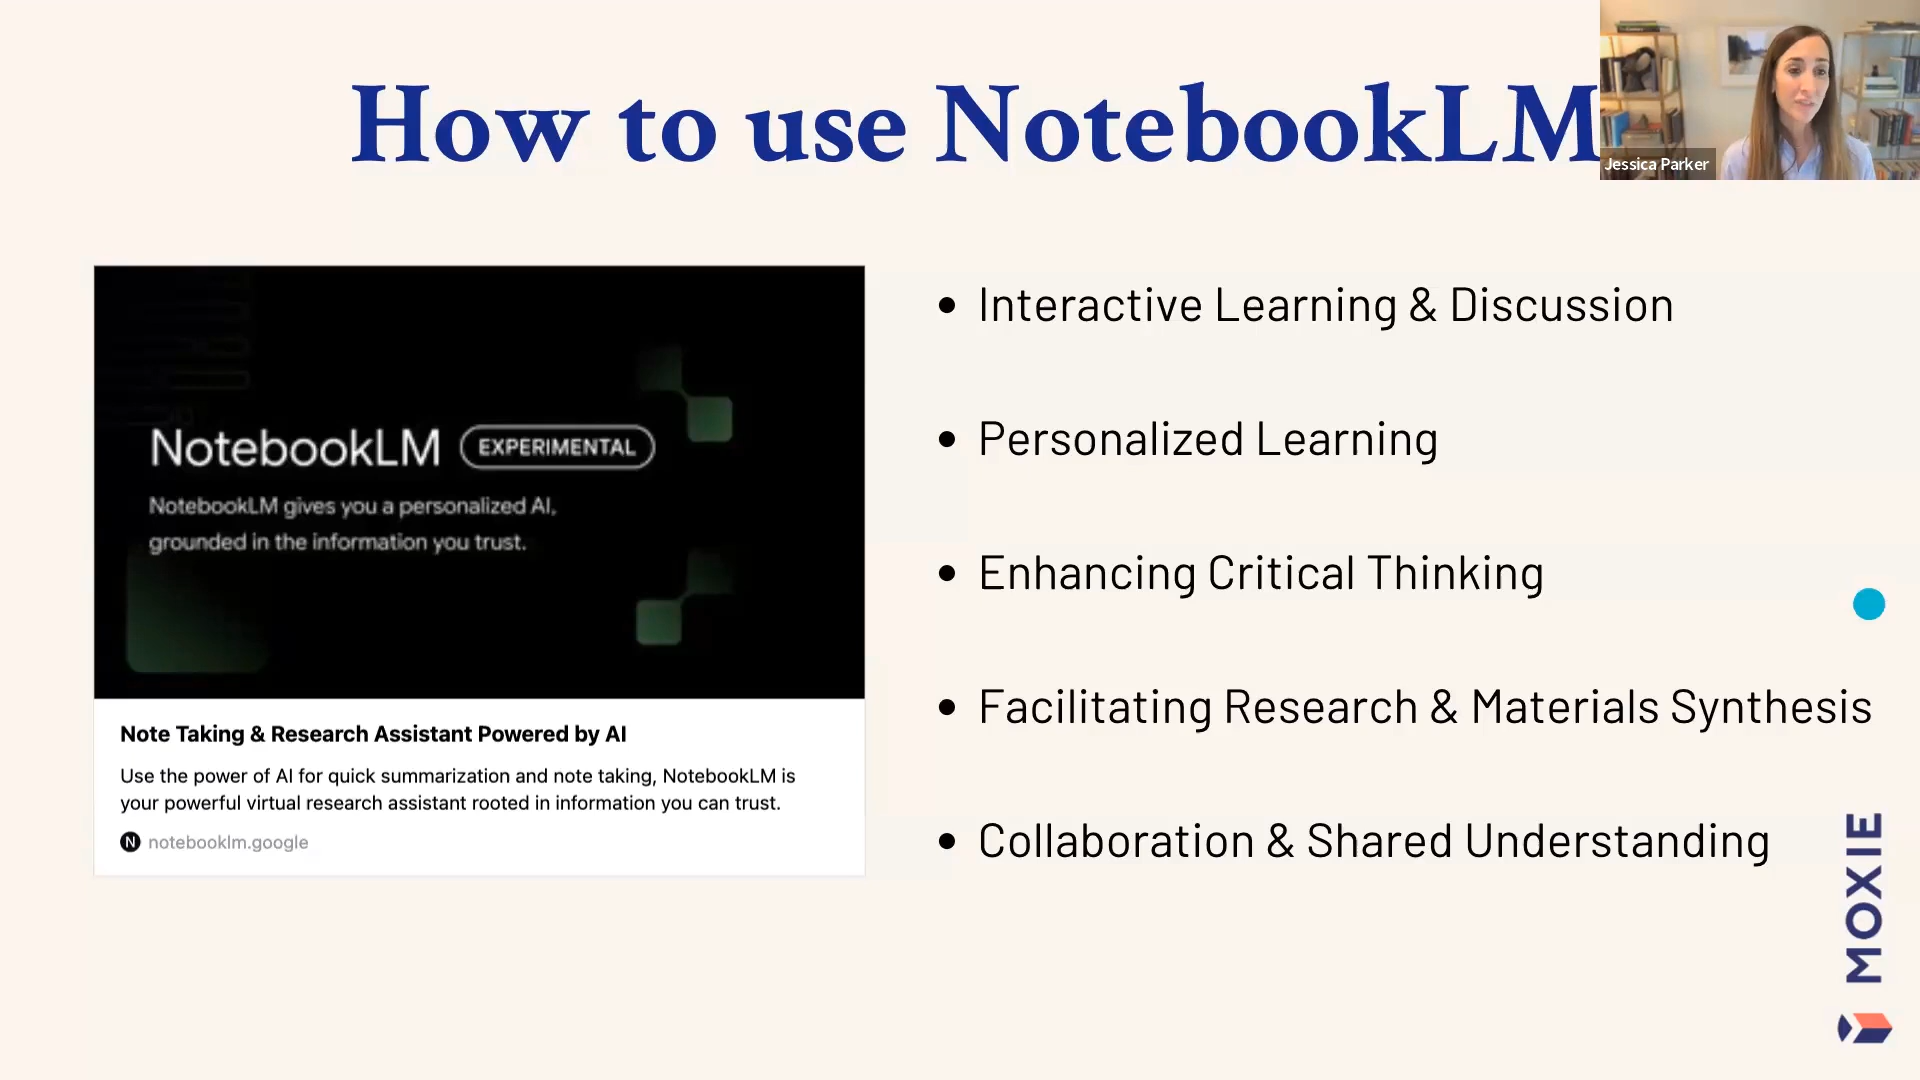 How to use NotebookLM
Jessica Parker
NotebookLM EXPERIMENTAL
NotebookLM gives you a personalized AI,
grounded in the information you trust.
Note Taking & Research Assistant Powered by AI
Use the power of AI for quick summarization and note taking, NotebookLM is
your powerful virtual research assistant rooted in information you can trust.
N notebooklm.google
• Interactive Learning & Discussion
• Personalized Learning
• Enhancing Critical Thinking
• Facilitating Research & Materials Synthesis
• Collaboration & Shared Understanding
MOXIE